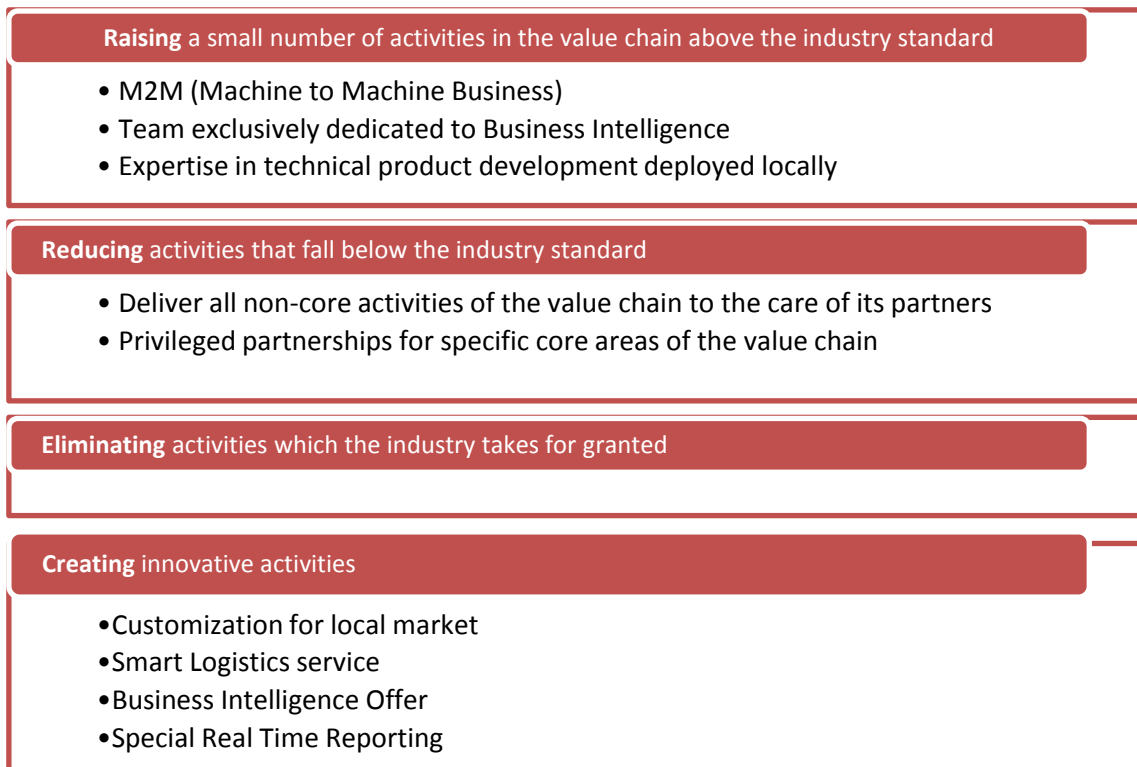 Raising a small number of activities in the value chain above the industry standard
• M2M (Machine to Machine Business)
• Team exclusively dedicated to Business Intelligence
• Expertise in technical product development deployed locally
Reducing activities that fall below the industry standard
• Deliver all non-core activities of the value chain to the care of its partners
• Privileged partnerships for specific core areas of the value chain
Eliminating activities which the industry takes for granted
Creating innovative activities
•Customization for local market
•Smart Logistics service
•Business Intelligence Offer
•Special Real Time Reporting